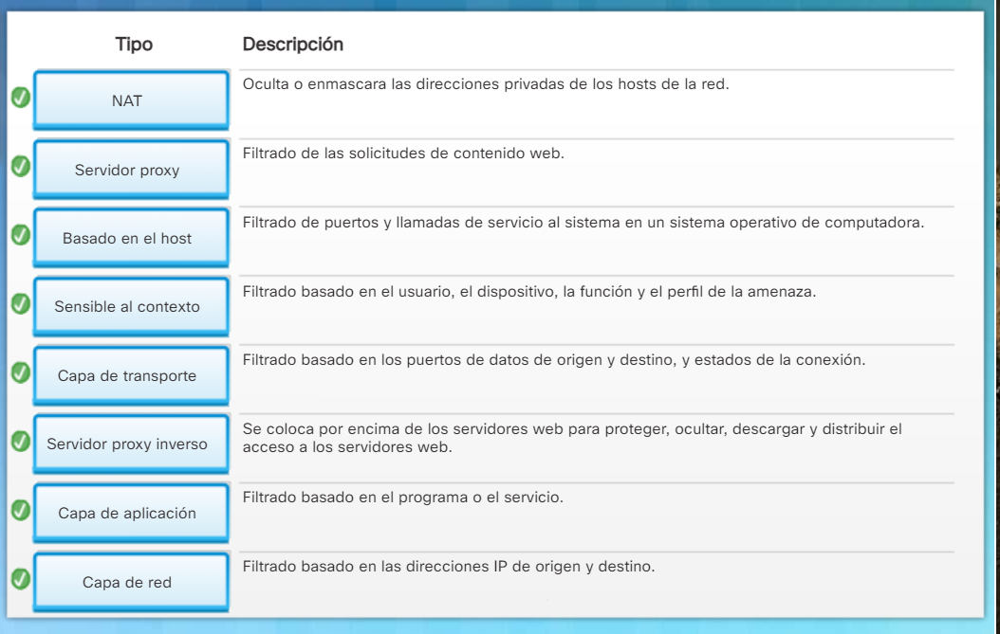 Tipo Descripción
NAT Oculta o enmascara las direcciones privadas de los hosts de la red.
Servidor proxy Filtrado de las solicitudes de contenido web.
Basado en el host Filtrado de puertos y llamadas de servicio al sistema en un sistema operativo de computadora.
Sensible al contexto Filtrado basado en el usuario, el dispositivo, la función y el perfil de la amenaza.
Capa de transporte Filtrado basado en los puertos de datos de origen y destino, y estados de la conexión.
Servidor proxy inverso Se coloca por encima de los servidores web para proteger, ocultar, descargar y distribuir el
acceso a los servidores web.
Capa de aplicación Filtrado basado en el programa o el servicio.
Capa de red Filtrado basado en las direcciones IP de origen y destino.